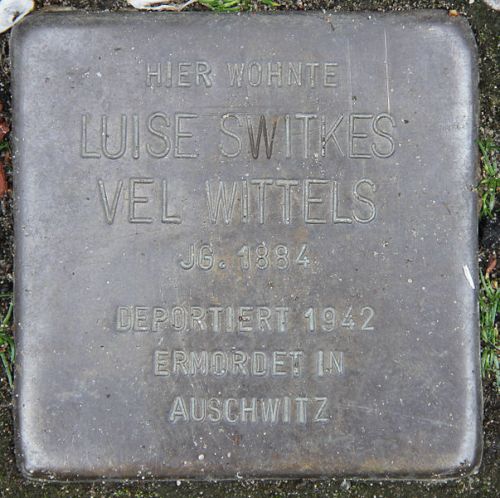 HIER WOHNTE
LUISE SWITKES
VEL WITTELS
JG. 1884
DEPORTIERT 1942
ERMORDET IN
AUSCHWITZ